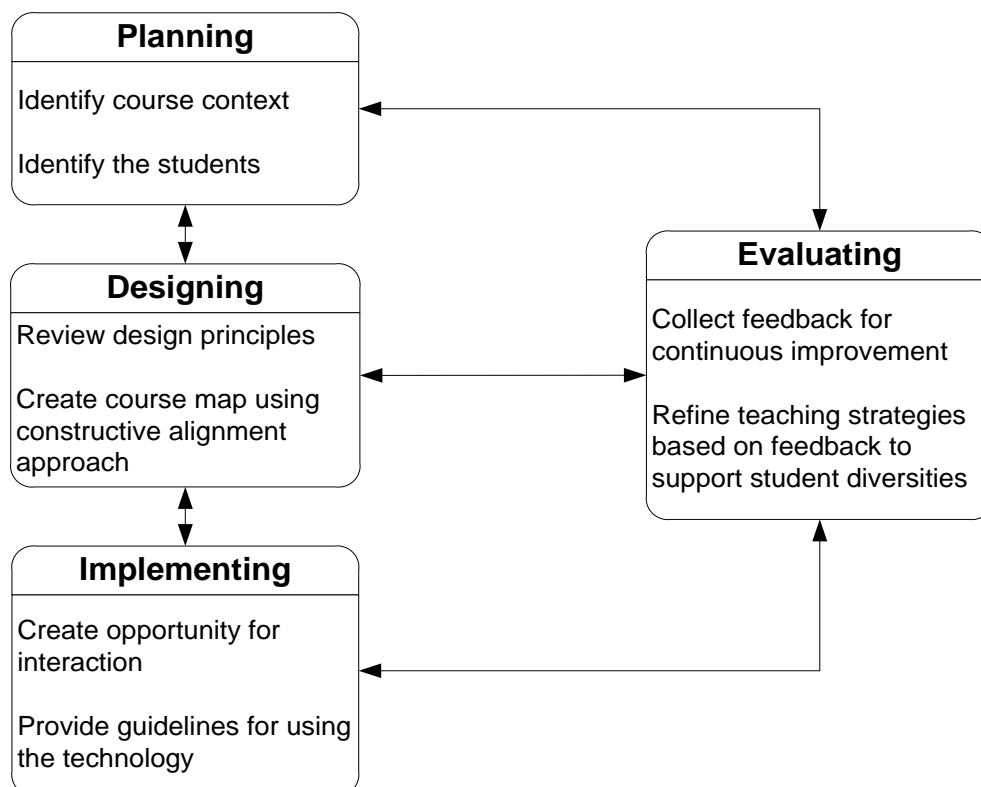 Planning
Identify course context
Identify the students
Designing
Review design principles
Create course map using
constructive alignment
approach
Implementing
Create opportunity for
interaction
Provide guidelines for using
the technology
Evaluating
Collect feedback for
continuous improvement
Refine teaching strategies
based on feedback to
support student diversities